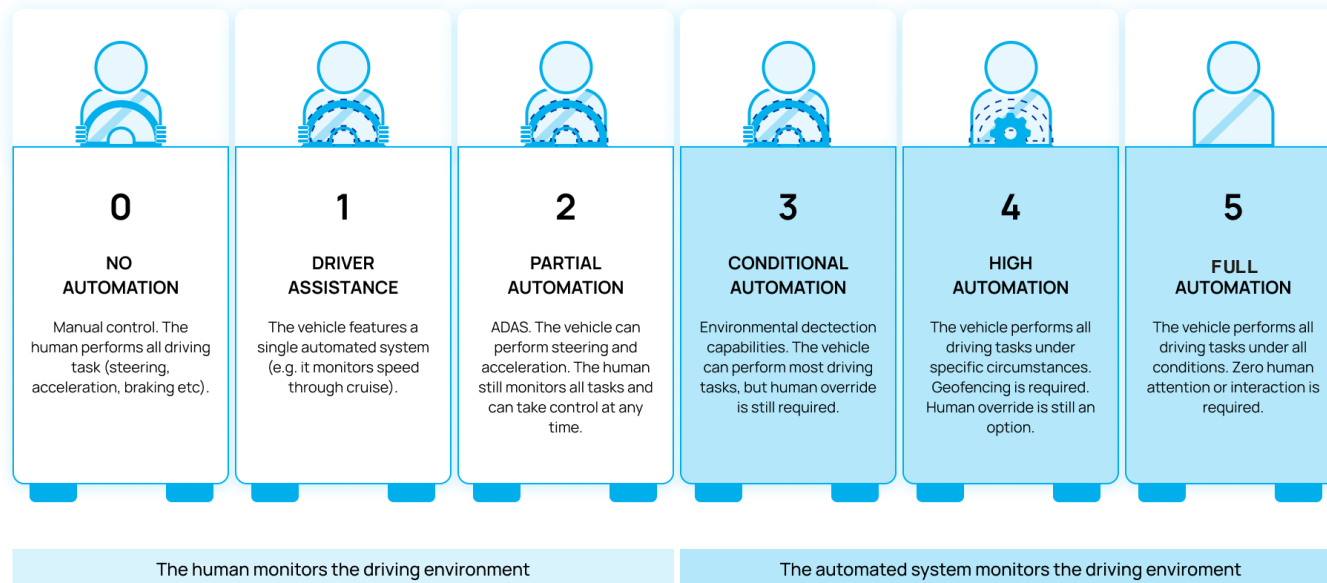 0
NO
AUTOMATION
Manual control. The
human performs all driving
task (steering,
acceleration, braking etc).
1
DRIVER
ASSISTANCE
The vehicle features a
single automated system
(e.g. it monitors speed
through cruise).
2
PARTIAL
AUTOMATION
ADAS. The vehicle can
perform steering and
acceleration. The human
still monitors all tasks and
can take control at any
time.
3
CONDITIONAL
AUTOMATION
Environmental dectection
capabilities. The vehicle
can perform most driving
tasks, but human override
is still required.
4
HIGH
AUTOMATION
The vehicle performs all
driving tasks under
specific circumstances.
Geofencing is required.
Human override is still an
option.
5
FULL
AUTOMATION
The vehicle performs all
driving tasks under all
conditions. Zero human
attention or interaction is
required.
The human monitors the driving environment
The automated system monitors the driving enviroment